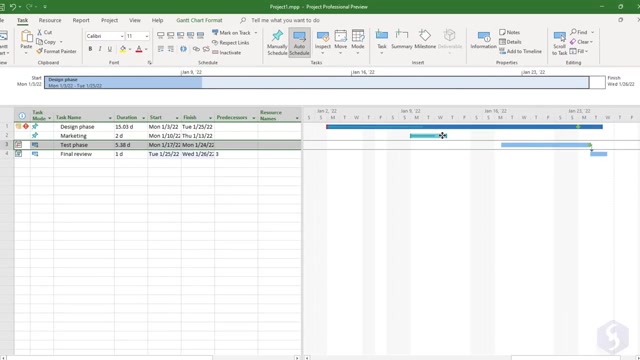 Project1.mpp - Project Professional Preview
Task Resource Report Project View Help Gantt Chart Format Tell me what you want to do
Cut
Copy
Format Painter
Paste
Calibri 11
B I U A
Mark on Track
Respect Links
Inactivate
Manually Schedule
Auto Schedule
Inspect Move Mode
Task Summary Milestone Deliverable
Information
Notes
Details
Add to Timeline
Scroll to Task
Find
Clear
Fill
Clipboard Font Schedule Tasks Insert Properties Editing
Jan 9, '22 Jan 16, '22 Jan 23, '22
Start
Mon 1/3/22
Design phase
Mon 1/3/22 - Tue 1/25/22
Finish
Wed 1/26/22
Task Mode Task Name Duration Start Finish Predecessors Resource Names
Jan 2, '22 Jan 9, '22 Jan 16, '22 Jan 23, '22
S S M T W T F S S M T W T F S S M T W T F S S M T W T F S
1 Design phase 15.03 d Mon 1/3/22 Tue 1/25/22
2 Marketing 2 d Mon 1/10/22 Thu 1/13/22
3 Test phase 5.38 d Mon 1/17/22 Mon 1/24/22
4 Final review 1 d Tue 1/25/22 Wed 1/26/22 3